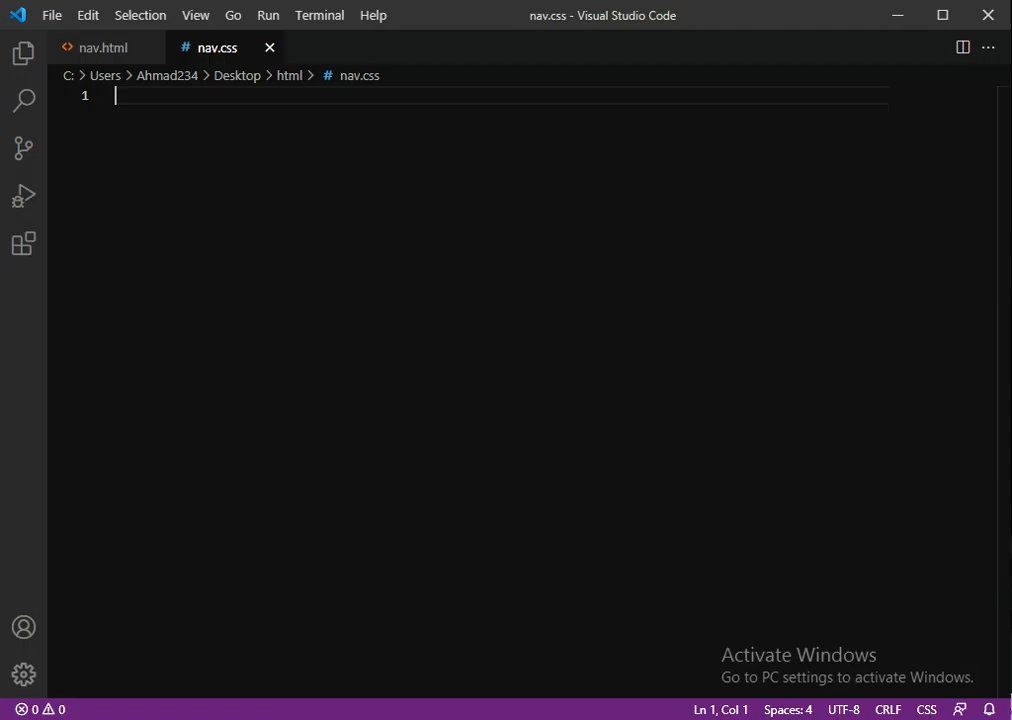 File Edit Selection View Go Run Terminal Help nav.css - Visual Studio Code
nav.html # nav.css
C: > Users > Ahmad234 > Desktop > html > # nav.css
1
Activate Windows
Go to PC settings to activate Windows.
0 0 Ln 1, Col 1 Spaces: 4 UTF-8 CRLF CSS